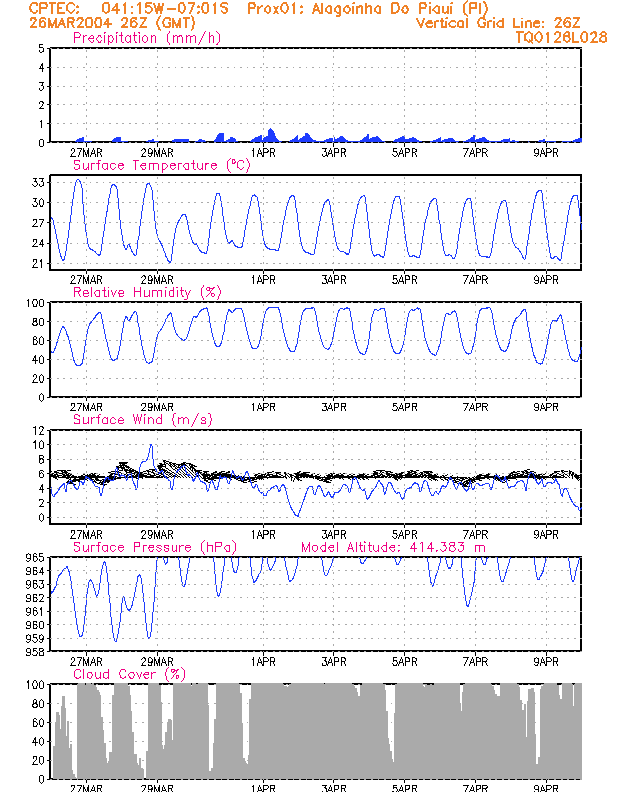 CPTEC: 041:15W-07:01S Prox01: Alagoinha Do Piauí (PI)
26MAR2004 26Z (GMT) Vertical Grid Line: 26Z
Precipitation (mm/h) TQ0126L028
5
4
3
2
1
0
27MAR 29MAR 1APR 3APR 5APR 7APR 9APR
Surface Temperature (ºC)
33
30
27
24
21
27MAR 29MAR 1APR 3APR 5APR 7APR 9APR
Relative Humidity (%)
100
80
60
40
20
0
27MAR 29MAR 1APR 3APR 5APR 7APR 9APR
Surface Wind (m/s)
12
10
8
6
4
2
0
27MAR 29MAR 1APR 3APR 5APR 7APR 9APR
Surface Pressure (hPa) Model Altitude: 414.383 m
965
964
963
962
961
960
959
958
27MAR 29MAR 1APR 3APR 5APR 7APR 9APR
Cloud Cover (%)
100
80
60
40
20
0
27MAR 29MAR 1APR 3APR 5APR 7APR 9APR